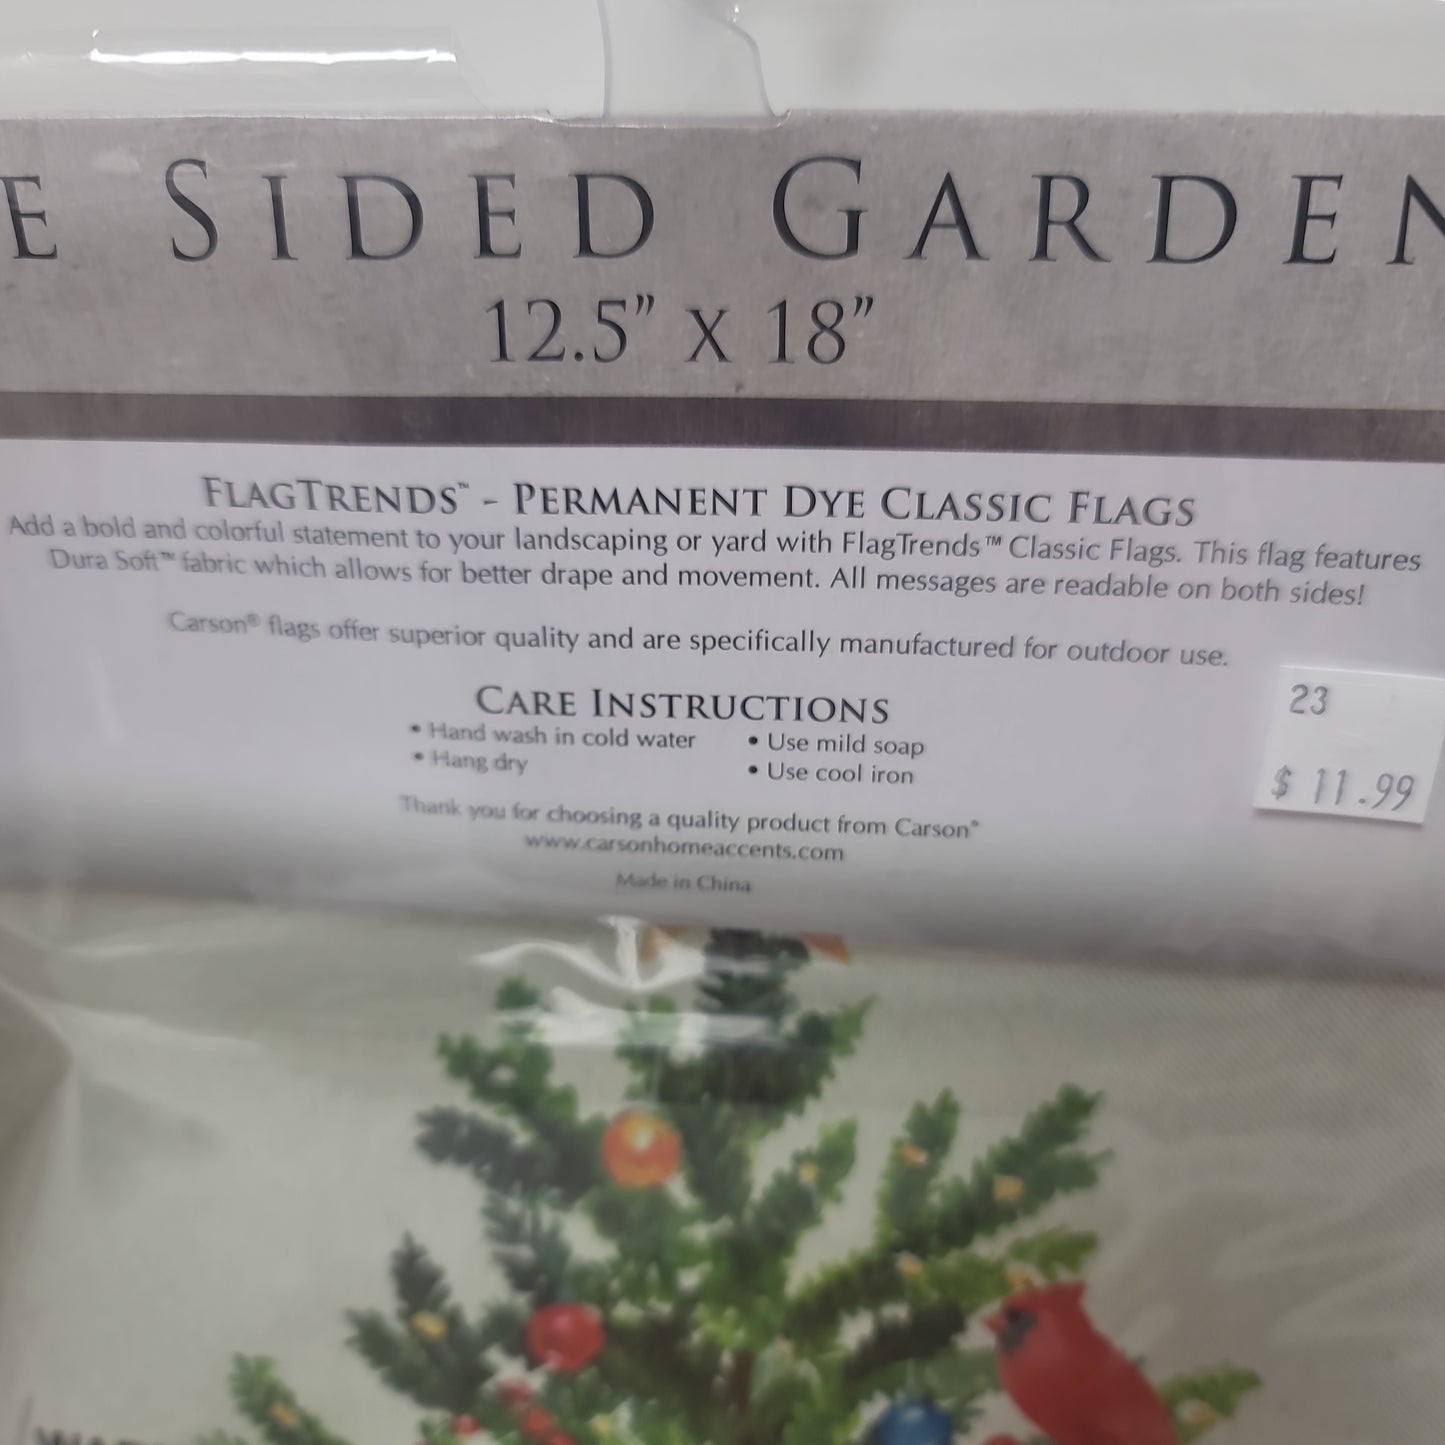 E SIDED GARDEN
12.5” X 18”
FLAGTRENDS™ - PERMANENT DYE CLASSIC FLAGS
Add a bold and colorful statement to your landscaping or yard with FlagTrends™ Classic Flags. This flag features
Dura Soft™ fabric which allows for better drape and movement. All messages are readable on both sides!
Carson® flags offer superior quality and are specifically manufactured for outdoor use.
CARE INSTRUCTIONS
• Hand wash in cold water • Use mild soap
• Hang dry • Use cool iron
23
$ 11.99
Thank you for choosing a quality product from Carson®
www.carsonhomeaccents.com
Made in China